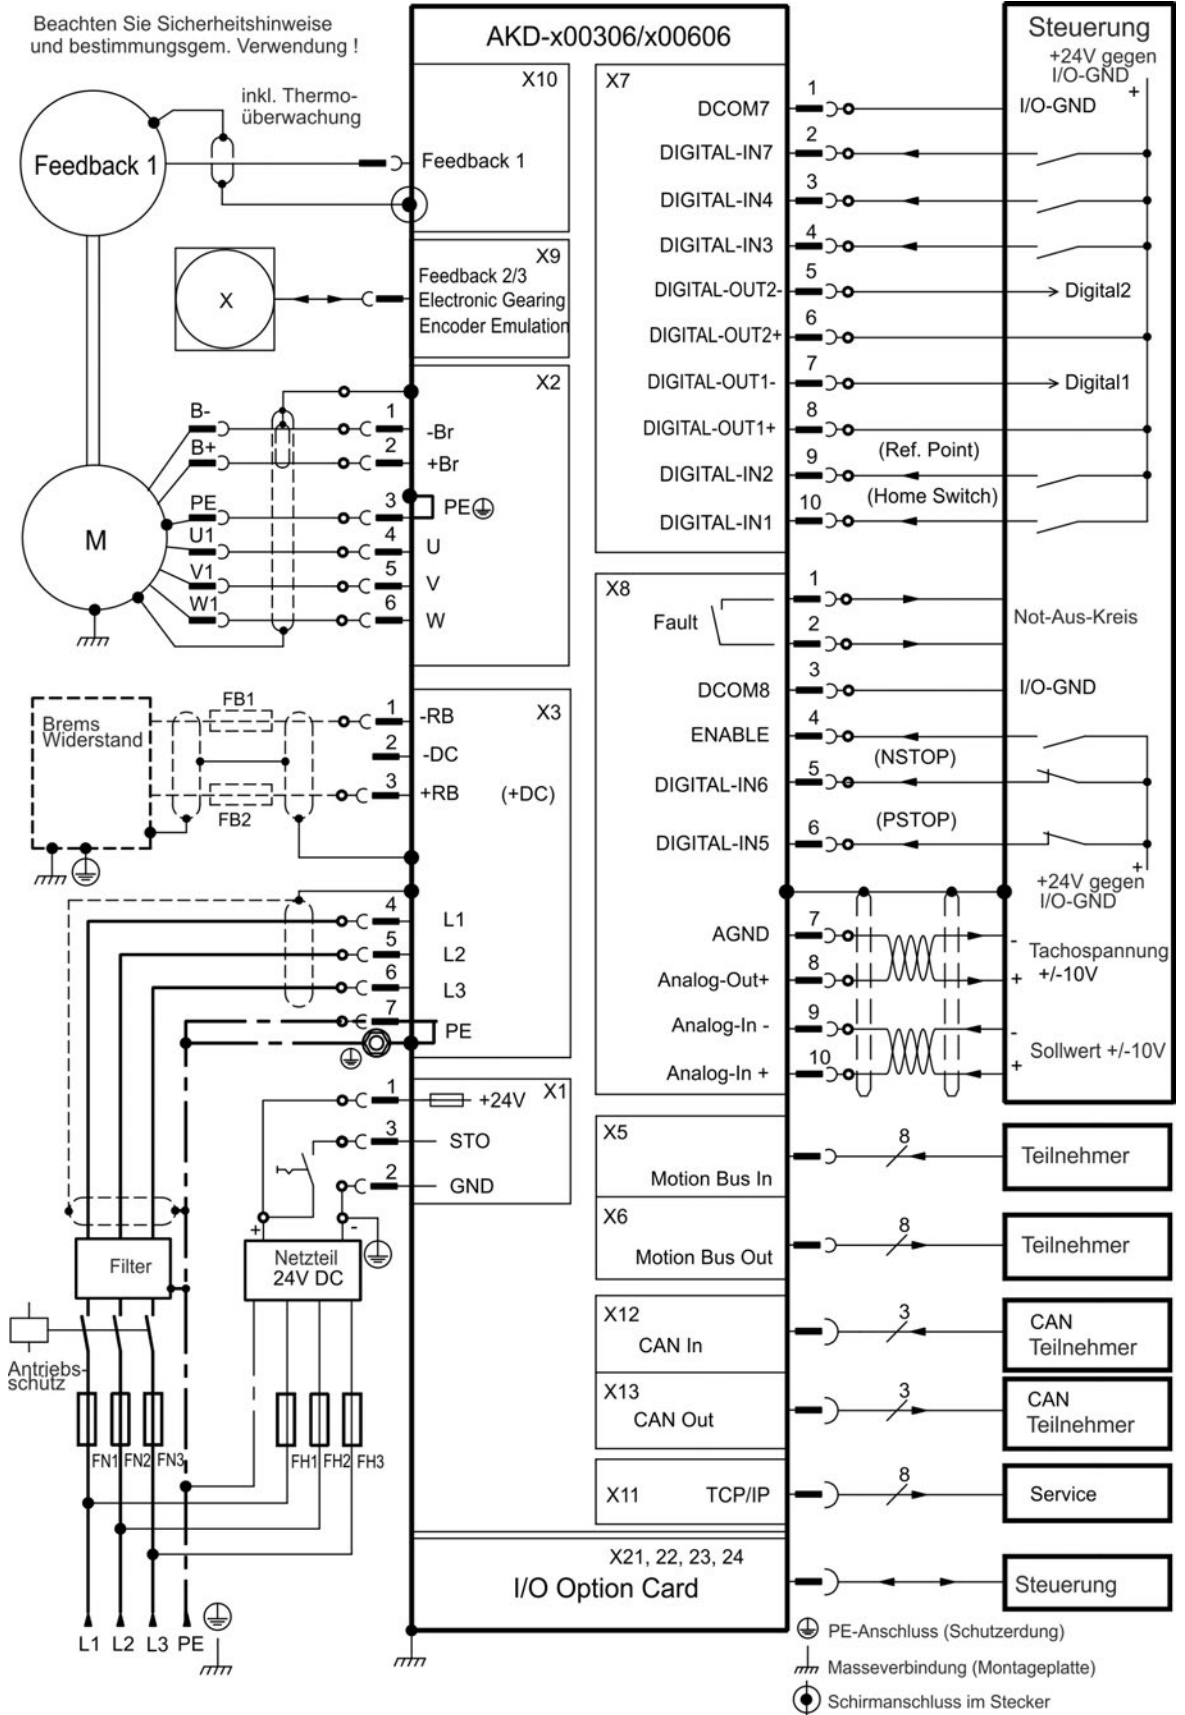 Beachten Sie Sicherheitshinweise
und bestimmungsgem. Verwendung !
AKD-x00306/x00606
Steuerung
+24V gegen
I/O-GND
+
inkl. Thermo-
überwachung
Feedback 1
X10
Feedback 1
X
X9
Feedback 2/3
Electronic Gearing
Encoder Emulation
X2
B-
1
-Br
B+
2
+Br
PE
3
PE
U1
4
U
V1
5
V
W1
6
W
M
X7
DCOM7
1
I/O-GND
DIGITAL-IN7
2
DIGITAL-IN4
3
DIGITAL-IN3
4
DIGITAL-OUT2-
5
Digital2
DIGITAL-OUT2+
6
DIGITAL-OUT1-
7
Digital1
DIGITAL-OUT1+
8
(Ref. Point)
DIGITAL-IN2
9
(Home Switch)
DIGITAL-IN1
10
X8
Fault
1
2
Not-Aus-Kreis
DCOM8
3
I/O-GND
ENABLE
4
(NSTOP)
DIGITAL-IN6
5
(PSTOP)
DIGITAL-IN5
6
+
+24V gegen
I/O-GND
AGND
7
-
Tachospannung
+/-10V
Analog-Out+
8
+
Analog-In -
9
-
Sollwert +/-10V
Analog-In +
10
+
Brems
Widerstand
FB1
FB2
X3
1
-RB
2
-DC
3
+RB
(+DC)
4
L1
5
L2
6
L3
7
PE
X1
1
+24V
3
STO
2
GND
+
-
Netzteil
24V DC
Filter
Antriebs-
schütz
FN1
FN2
FN3
FH1
FH2
FH3
L1
L2
L3
PE
X5
Motion Bus In
8
Teilnehmer
X6
Motion Bus Out
8
Teilnehmer
X12
CAN In
3
CAN
Teilnehmer
X13
CAN Out
3
CAN
Teilnehmer
X11
TCP/IP
8
Service
X21, 22, 23, 24
I/O Option Card
Steuerung
PE-Anschluss (Schutzerdung)
Masseverbindung (Montageplatte)
Schirmanschluss im Stecker